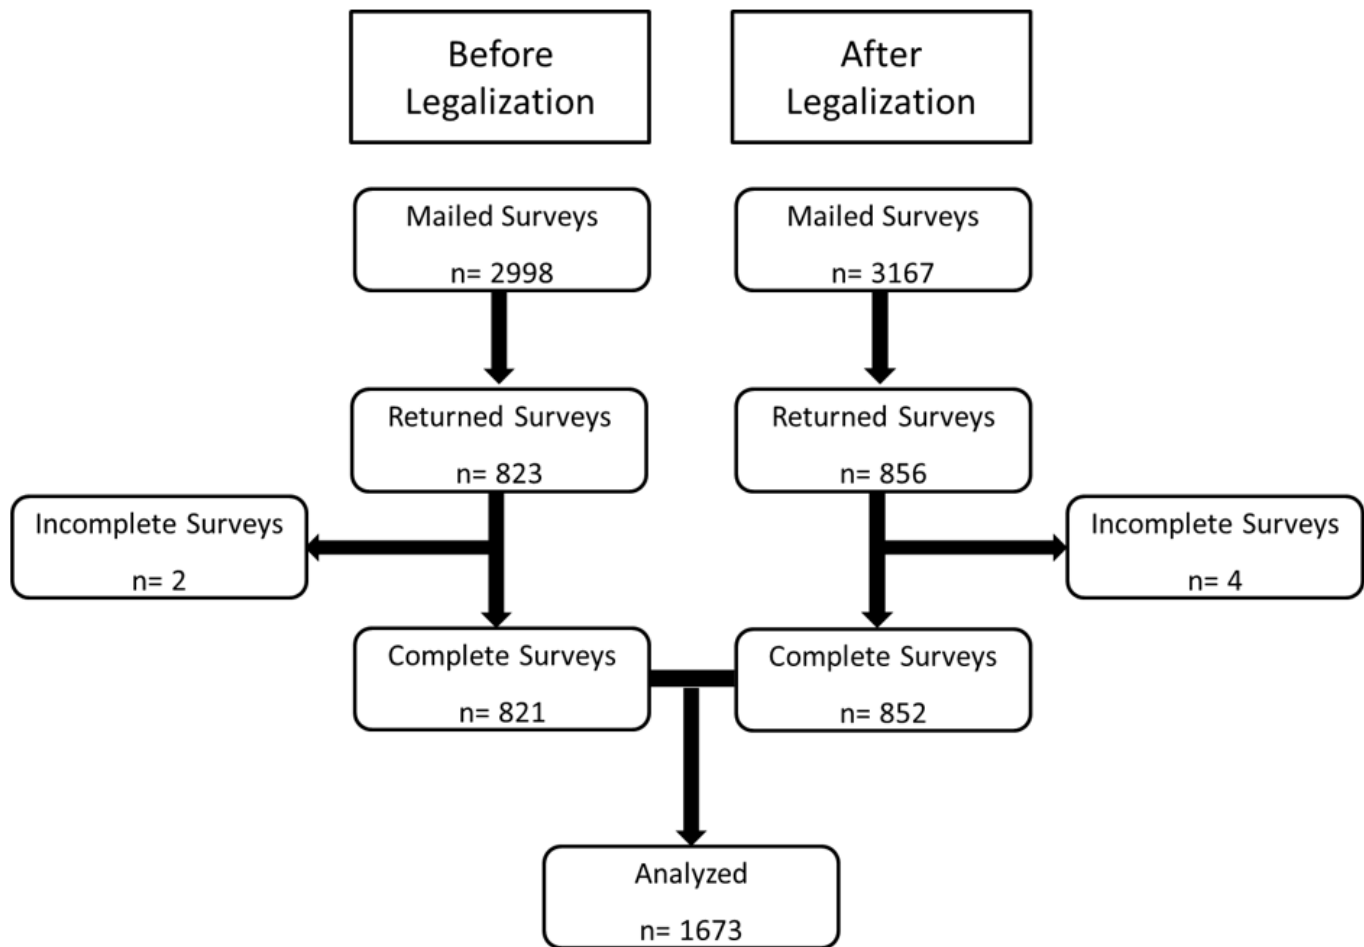 Before
Legalization
After
Legalization
Mailed Surveys
n= 2998
Mailed Surveys
n= 3167
Returned Surveys
n= 823
Returned Surveys
n= 856
Incomplete Surveys
n= 2
Incomplete Surveys
n= 4
Complete Surveys
n= 821
Complete Surveys
n= 852
Analyzed
n= 1673